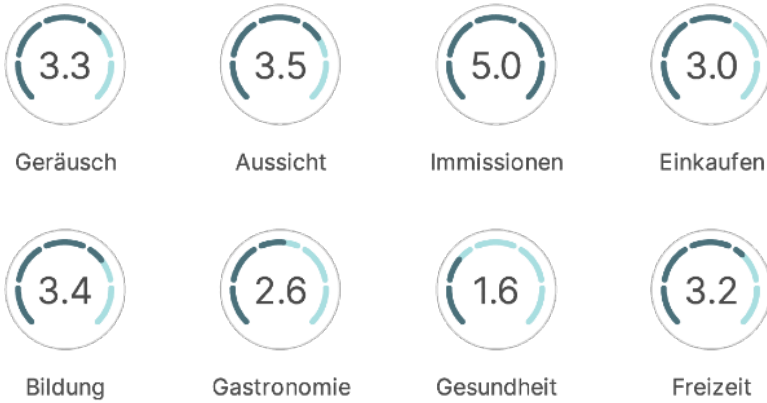 3.3 3.5 5.0 3.0
Geräusch Aussicht Immissionen Einkaufen
3.4 2.6 1.6 3.2
Bildung Gastronomie Gesundheit Freizeit